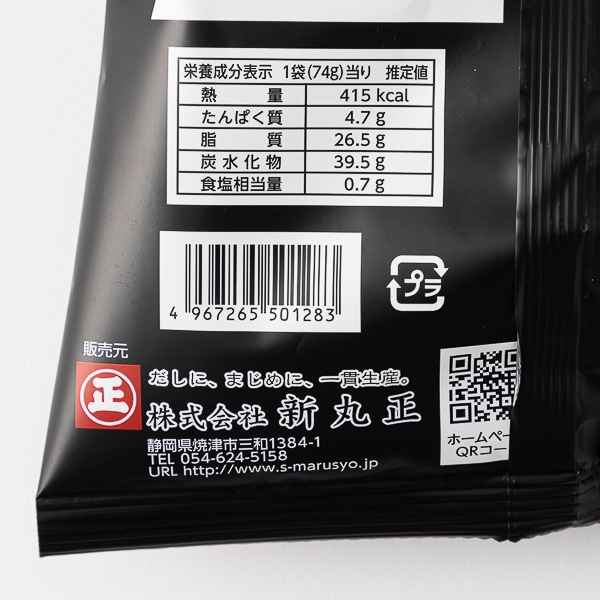 栄養成分表示 1袋(74g)当り 推定値
熱量 415 kcal
たんぱく質 4.7 g
脂質 26.5 g
炭水化物 39.5 g
食塩相当量 0.7 g
4 967265 501283
プラ
販売元
正
だしに、まじめに、一貫生産。
株式会社 新丸正
静岡県焼津市三和1384-1
TEL 054-624-5158
URL http://www.s-marusyo.jp
ホームペー
QRコー